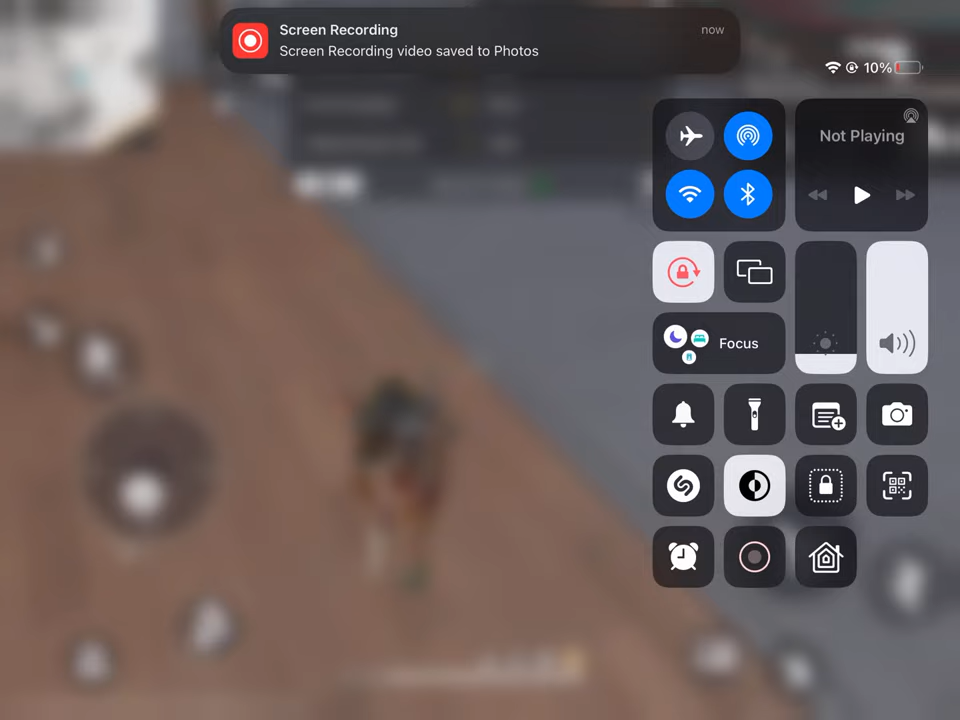 Screen Recording
now
Screen Recording video saved to Photos
10%
Not Playing
Focus